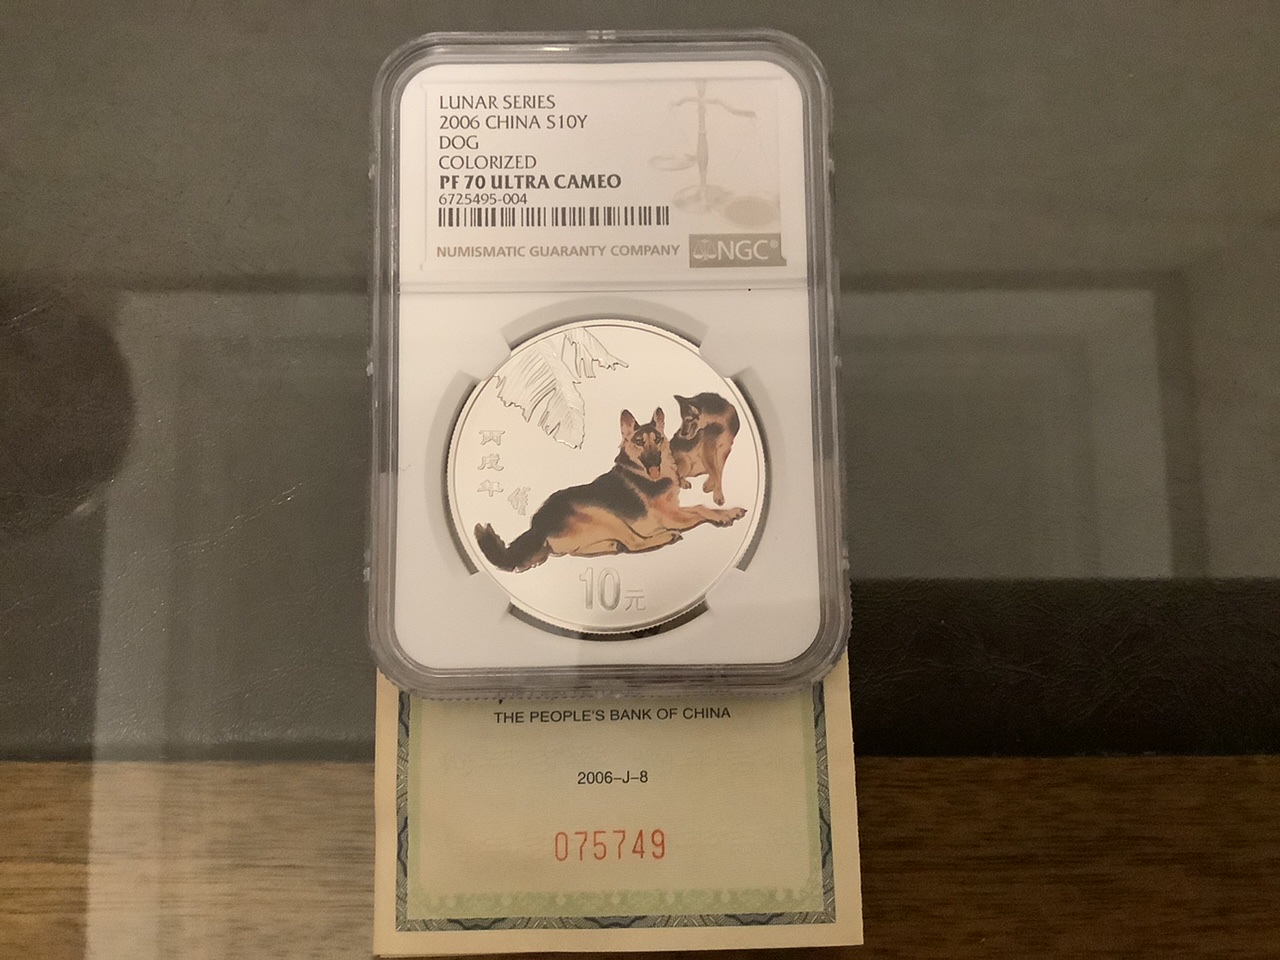 LUNAR SERIES
2006 CHINA S10Y
DOG
COLORIZED
PF 70 ULTRA CAMEO
6725495-004
NUMISMATIC GUARANTY COMPANY
NGC®
丙
戌
年
10元
THE PEOPLE'S BANK OF CHINA
2006-J-8
075749